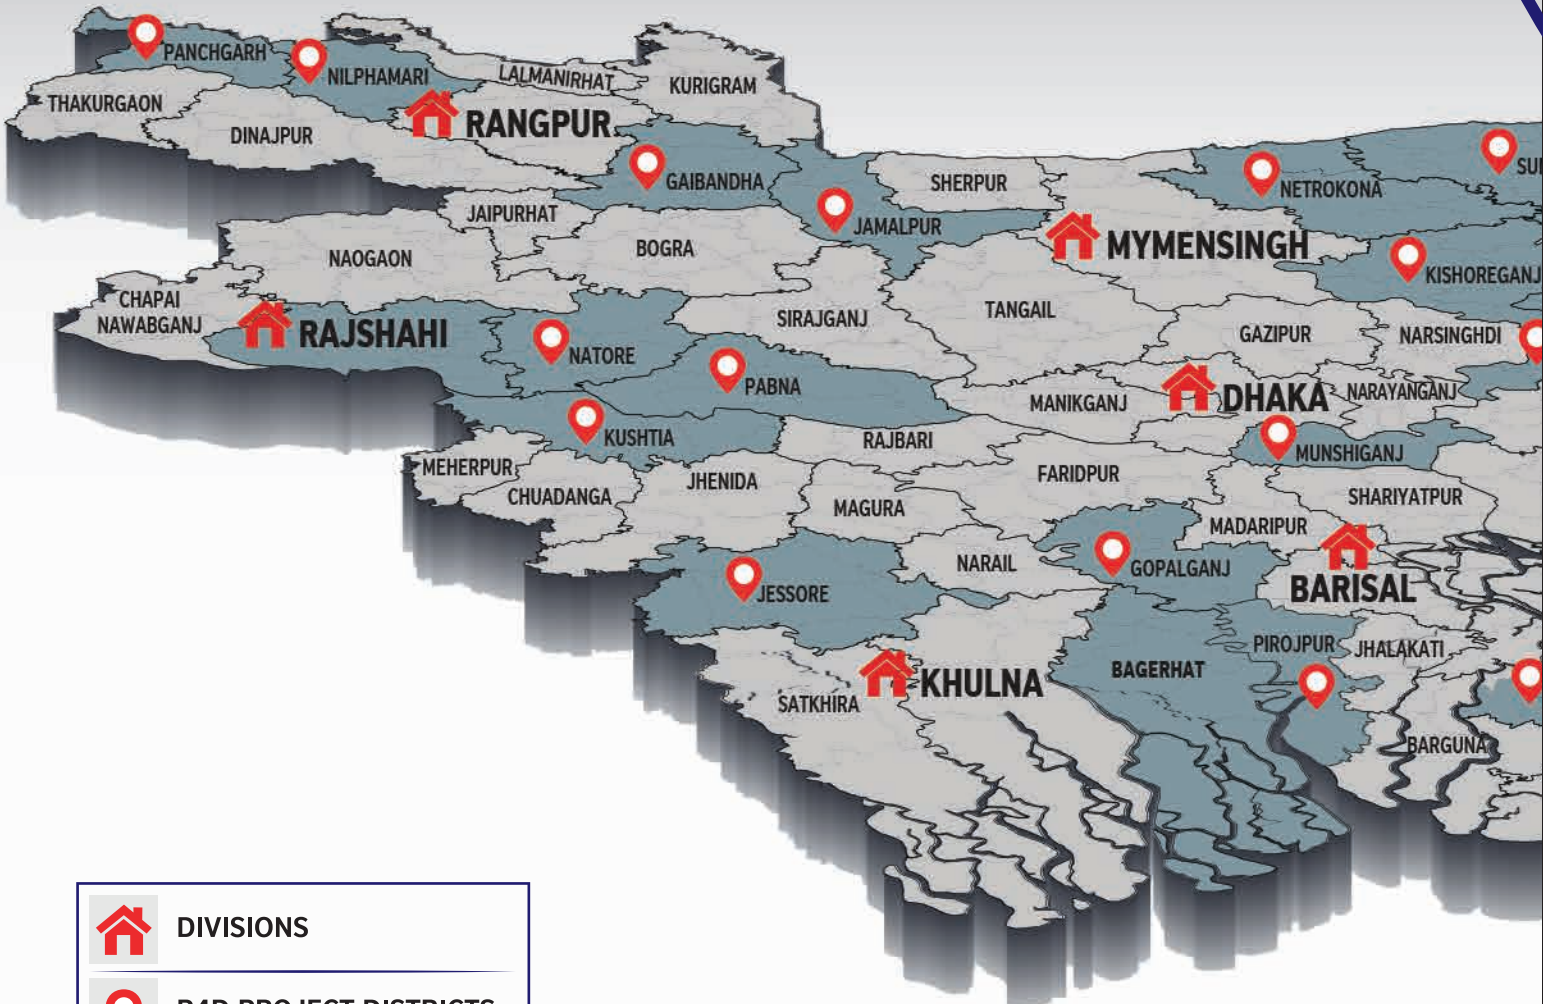 PANCHGARH
NILPHAMARI
LALMANIRHAT
KURIGRAM
THAKURGAON
DINAJPUR
RANGPUR
GAIBANDHA
SHERPUR
NETROKONA
JAIPURHAT
JAMALPUR
MYMENSINGH
NAOGAON
BOGRA
KISHOREGANJ
CHAPAI
NAWABGANJ
RAJSHAHI
SIRAJGANJ
TANGAIL
GAZIPUR
NARSINGHDI
NATORE
PABNA
MANIKGANJ
DHAKA
NARAYANGANJ
KUSHTIA
RAJBARI
MUNSHIGANJ
MEHERPUR
CHUADANGA
JHENIDA
MAGURA
FARIDPUR
SHARIYATPUR
MADARIPUR
NARAIL
GOPALGANJ
BARISAL
JESSORE
PIROJPUR
JHALAKATI
BAGERHAT
KHULNA
SATKHIRA
BARGUNA
DIVISIONS
PROJECT DISTRICTS